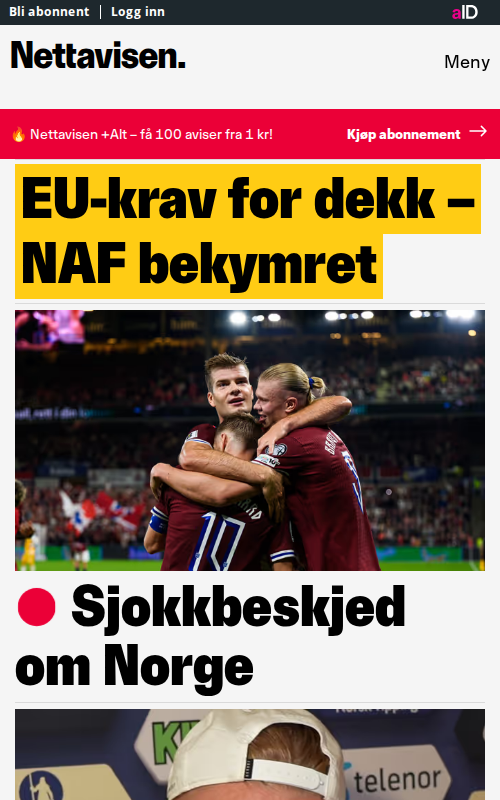 Bli abonnent | Logg inn
aID
Nettavisen.
Meny
🔥 Nettavisen +Alt – få 100 aviser fra 1 kr!
Kjøp abonnement →
EU-krav for dekk –
NAF bekymret
10
Sjokkbeskjed
om Norge
telenor